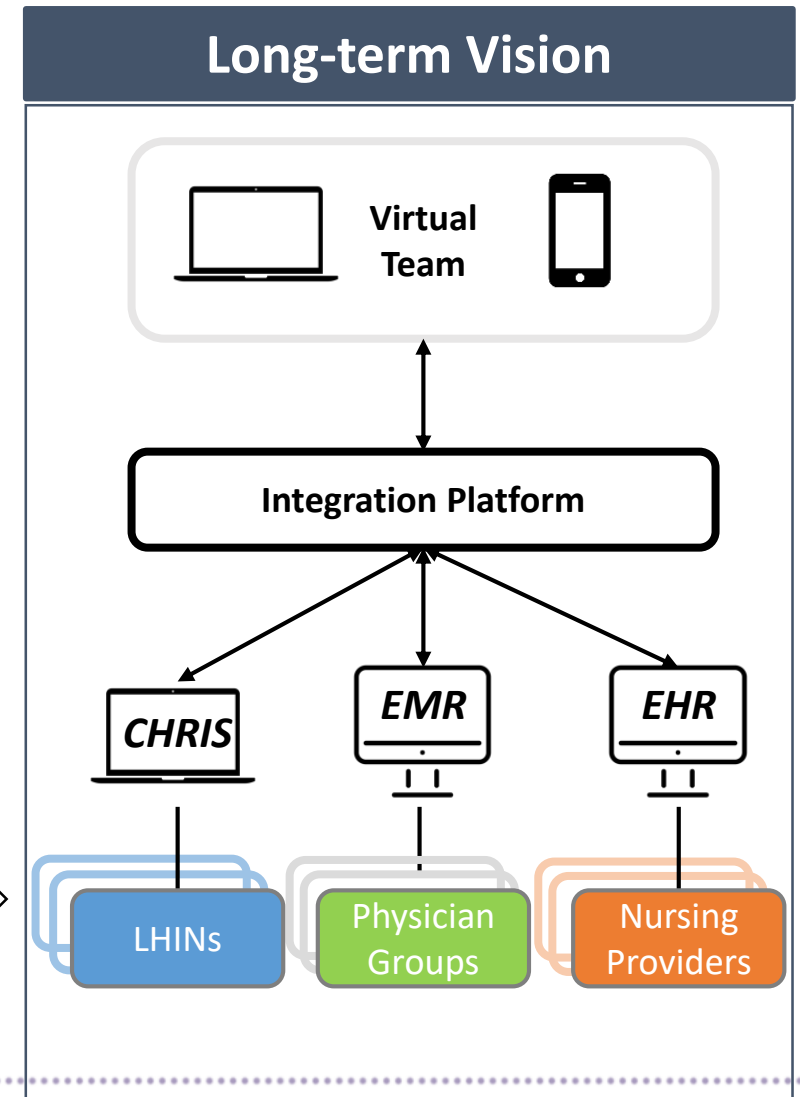 Long-term Vision
Virtual
Team
Integration Platform
CHRIS
EMR
EHR
LHINs
Physician
Groups
Nursing
Providers